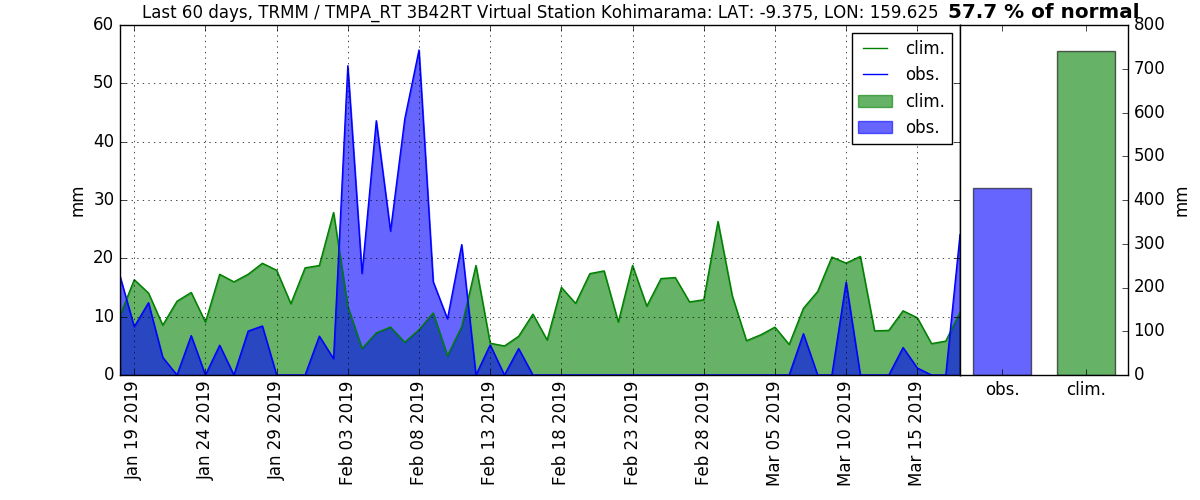 Last 60 days, TRMM / TMPA_RT 3B42RT Virtual Station Kohimarama: LAT: -9.375, LON: 159.625 57.7 % of normal
60
50
40
30
20
10
0
mm
clim.
obs.
clim.
obs.
Jan 19 2019
Jan 24 2019
Jan 29 2019
Feb 03 2019
Feb 08 2019
Feb 13 2019
Feb 18 2019
Feb 23 2019
Feb 28 2019
Mar 05 2019
Mar 10 2019
Mar 15 2019
800
700
600
500
400
300
200
100
0
mm
obs. clim.